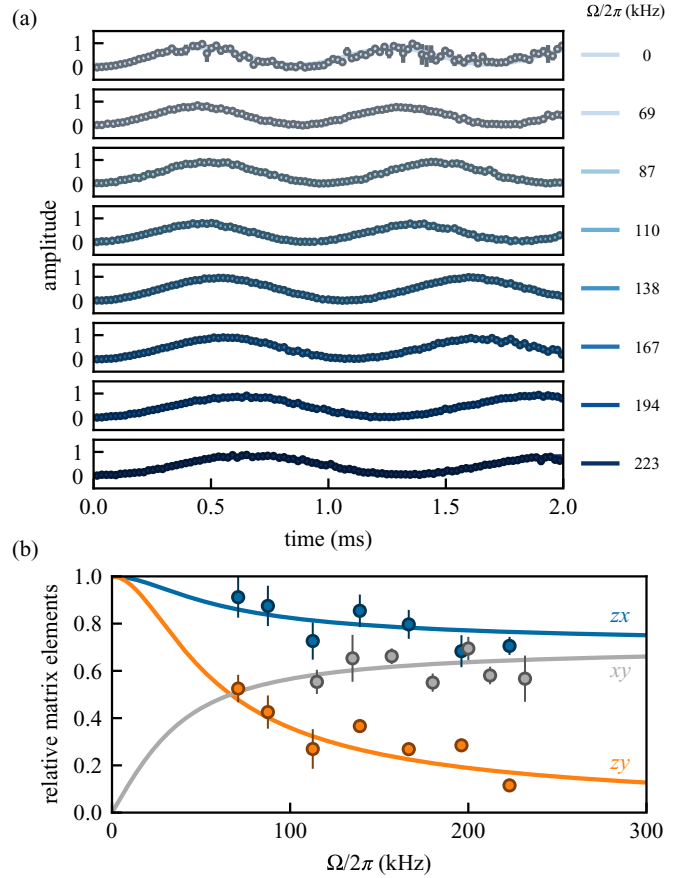 (a)
Ω/2π (kHz)
1
0
0
1
0
69
1
0
87
1
0
110
1
0
138
1
0
167
1
0
194
1
0
223
amplitude
0.0 0.5 1.0 1.5 2.0
time (ms)
(b)
1.0
0.8
0.6
0.4
0.2
0.0
relative matrix elements
zx
xy
zy
0 100 200 300
Ω/2π (kHz)